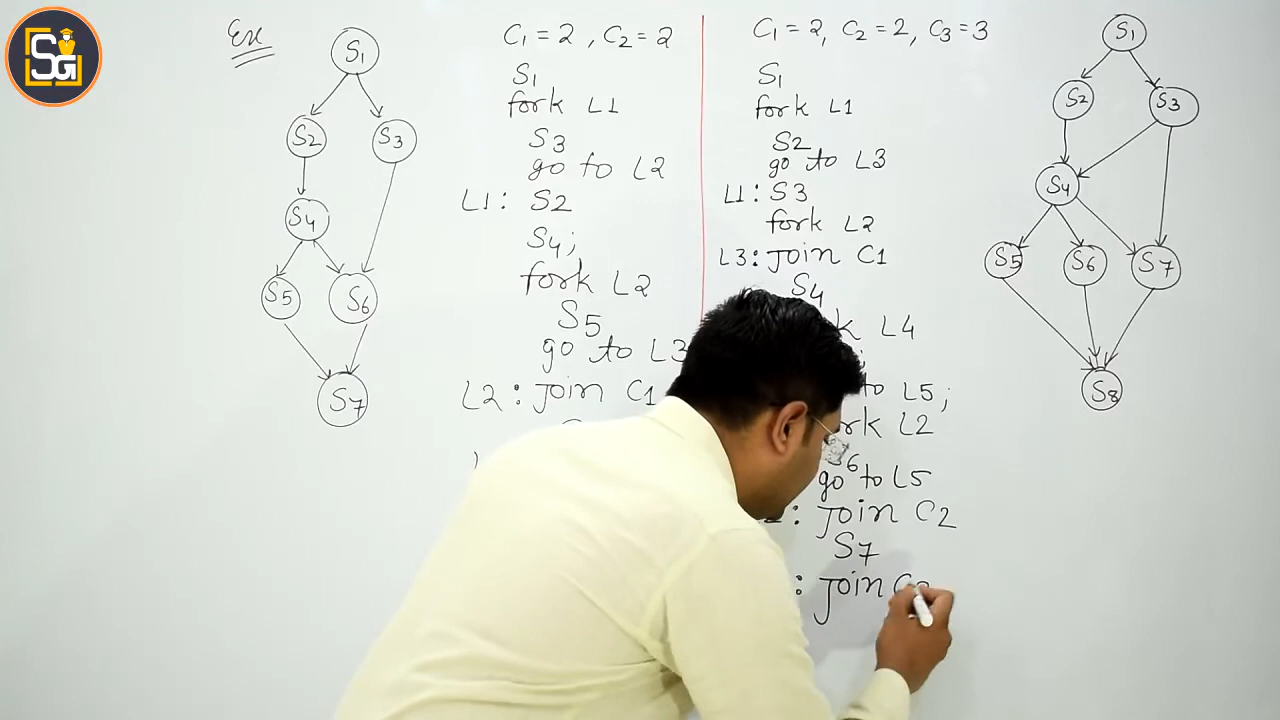 SG
Ex
S1
S2 S3
S4
S5 S6
S7
C1 = 2 , C2 = 2
S1
fork L1
S3
go to L2
L1: S2
S4;
fork L2
S5
go to L3
L2: join C1
C1 = 2, C2 = 2, C3 = 3
S1
fork L1
S2
go to L3
L1: S3
fork L2
L3: join C1
S4
L4
to L5;
L2
S6
go to L5
: join C2
S7
: join
S1
S2 S3
S4
S5 S6 S7
S8